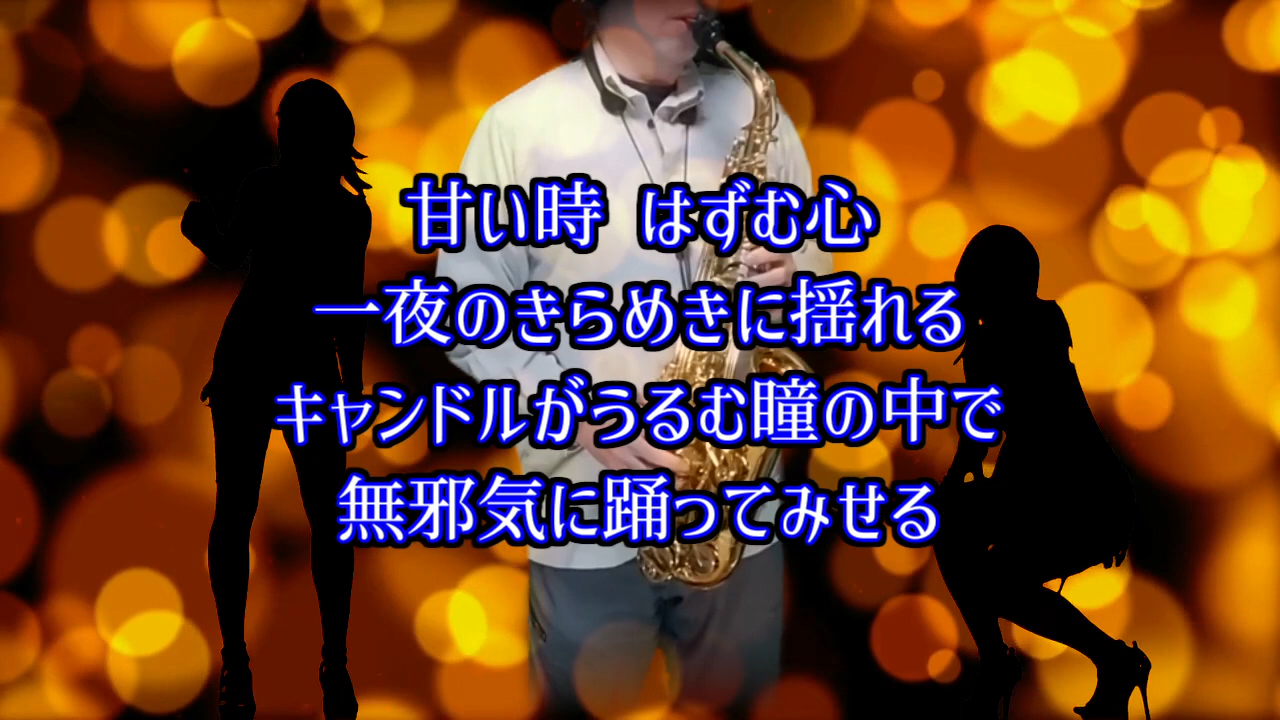 甘い時 はずむ心
一夜のきらめきに揺れる
キャンドルがうるむ瞳の中で
無邪気に踊ってみせる